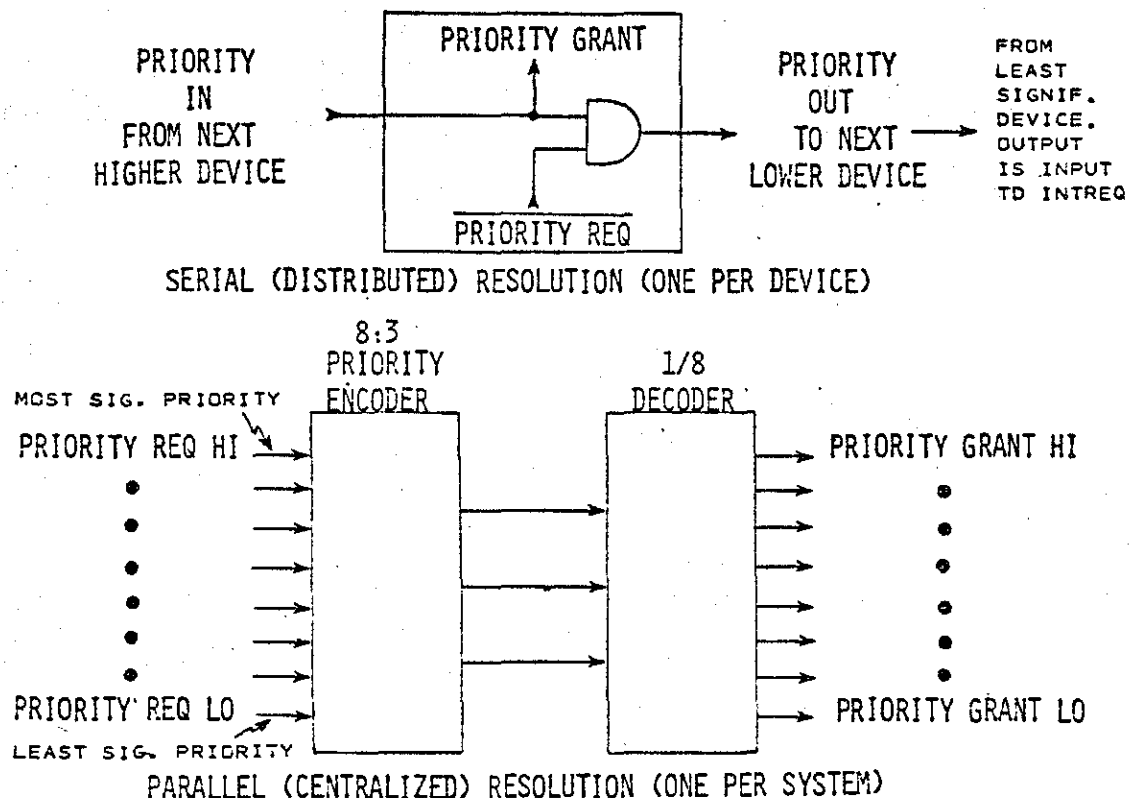 PRIORITY GRANT
PRIORITY
IN
FROM NEXT
HIGHER DEVICE
PRIORITY REQ
PRIORITY
OUT
TO NEXT
LOWER DEVICE
FROM
LEAST
SIGNIF.
DEVICE.
OUTPUT
IS INPUT
TO INTREQ
SERIAL (DISTRIBUTED) RESOLUTION (ONE PER DEVICE)
8:3
PRIORITY
ENCODER
1/8
DECODER
MOST SIG. PRIORITY
PRIORITY REQ HI
PRIORITY GRANT HI
PRIORITY REQ LO
PRIORITY GRANT LO
LEAST SIG. PRIORITY
PARALLEL (CENTRALIZED) RESOLUTION (ONE PER SYSTEM)